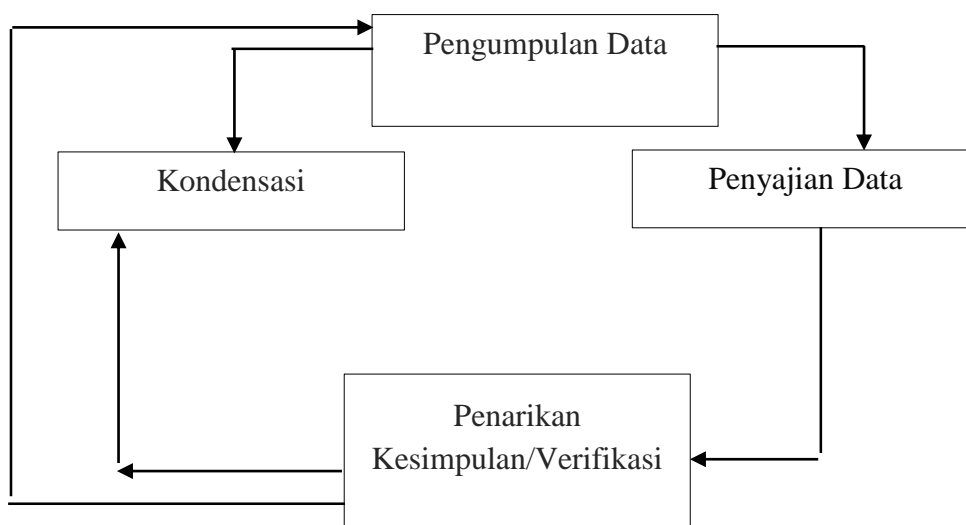 Pengumpulan Data
Kondensasi
Penyajian Data
Penarikan
Kesimpulan/Verifikasi